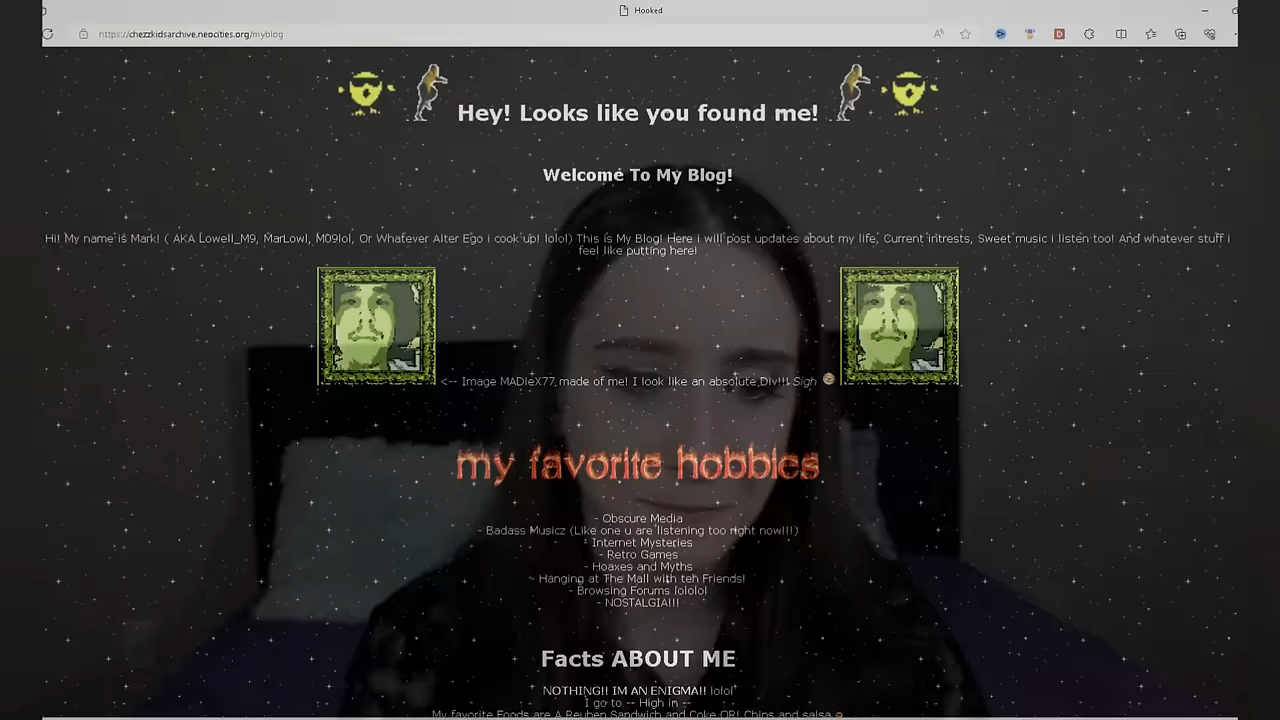 Hooked
https://chezzkidsarchive.neocities.org/myblog
Hey! Looks like you found me!
Welcome To My Blog!
Hi! My name is Mark! ( AKA Lowell_M9, MarLowl, M09lol, Or Whatever Alter Ego i cook up! lolol) This is My Blog! Here i will post updates about my life, Current intrests, Sweet music i listen too! And whatever stuff i
feel like putting here!
<-- Image MADieX77 made of me! I look like an absolute DIv!!! Sigh
my favorite hobbies
- Obscure Media
- Badass Musicz (Like one u are listening too right now!!!)
- Internet Mysteries
- Retro Games
- Hoaxes and Myths
- Hanging at The Mall with teh Friends!
- Browsing Forums lololol
- NOSTALGIA!!!
Facts ABOUT ME
NOTHING!! IM AN ENIGMA!! lolol
I go to -- High in --
My favorite Foods are A Reuben Sandwich and Coke OR! Chips and salsa